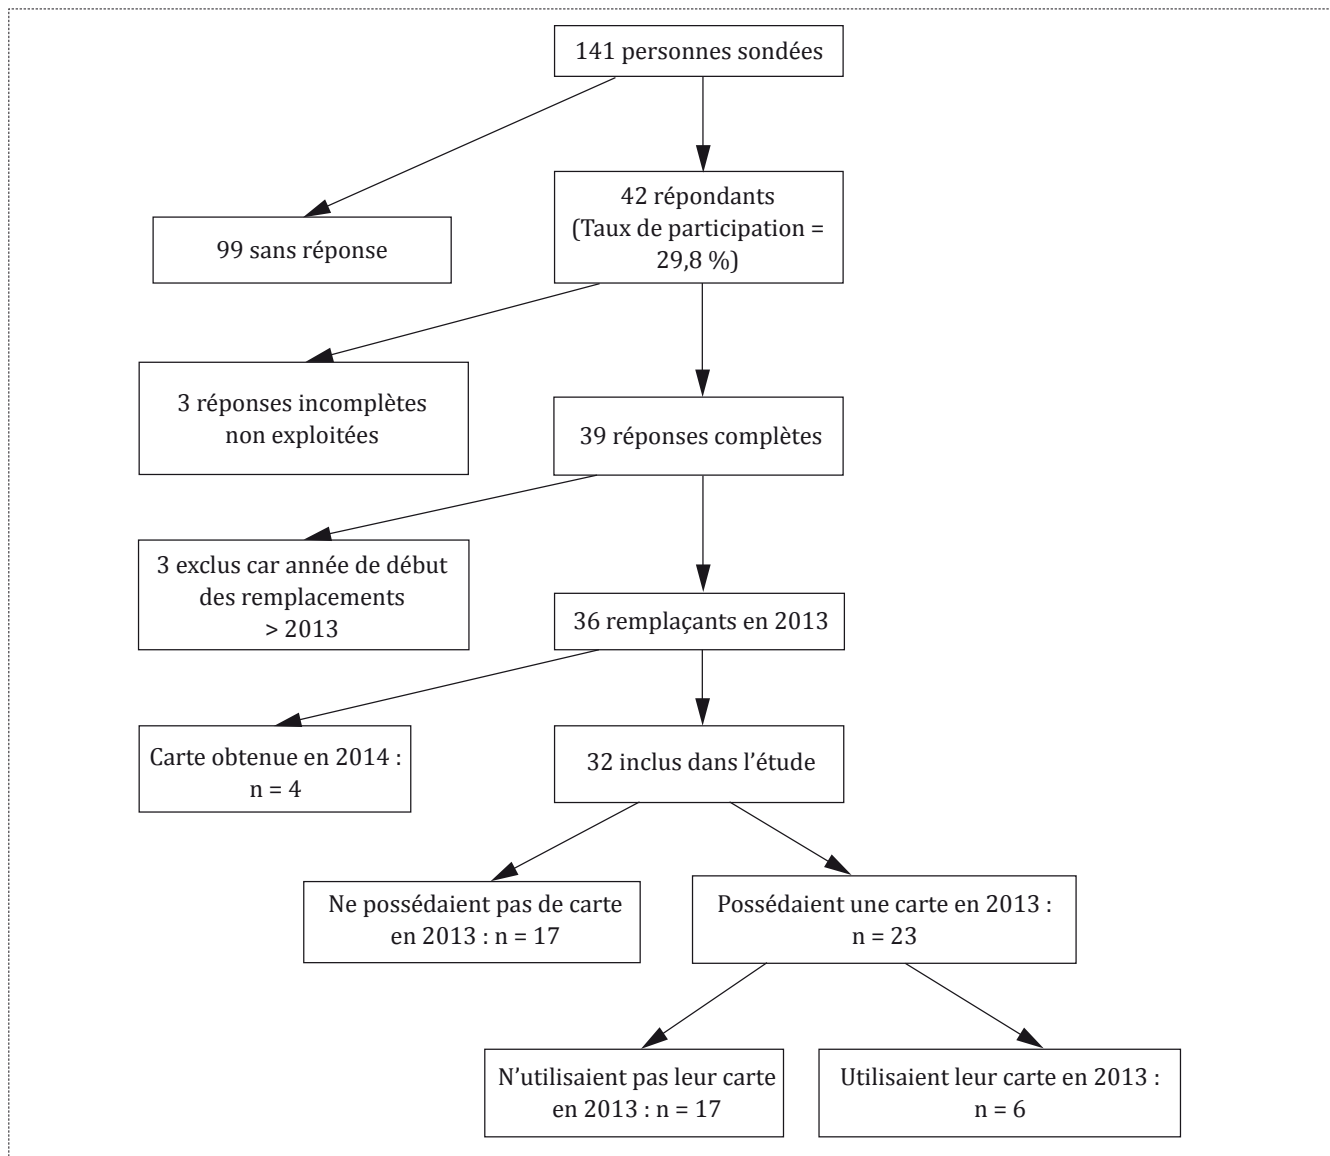 141 personnes sondées
42 répondants
(Taux de participation =
29,8 %)
99 sans réponse
3 réponses incomplètes
non exploitées
39 réponses complètes
3 exclus car année de début
des remplacements
> 2013
36 remplaçants en 2013
Carte obtenue en 2014 :
n = 4
32 inclus dans l’étude
Ne possédaient pas de carte
en 2013 : n = 17
Possédaient une carte en 2013 :
n = 23
N’utilisaient pas leur carte
en 2013 : n = 17
Utilisaient leur carte en 2013 :
n = 6